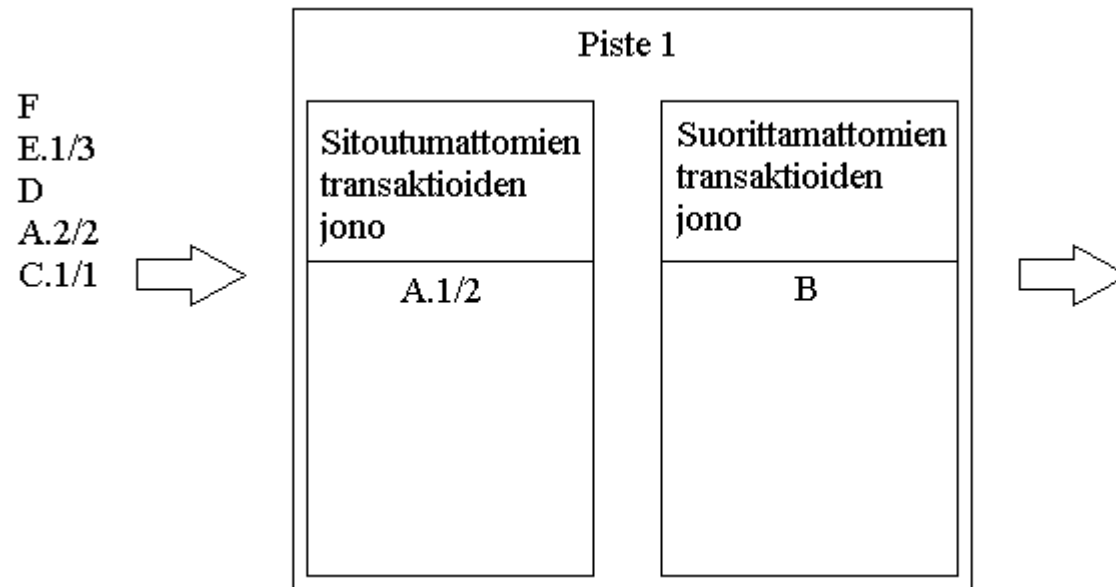 Piste 1
F
E.1/3
D
A.2/2
C.1/1
Sitoutumattomien
transaktioiden
jono
A.1/2
Suorittamattomien
transaktioiden
jono
B